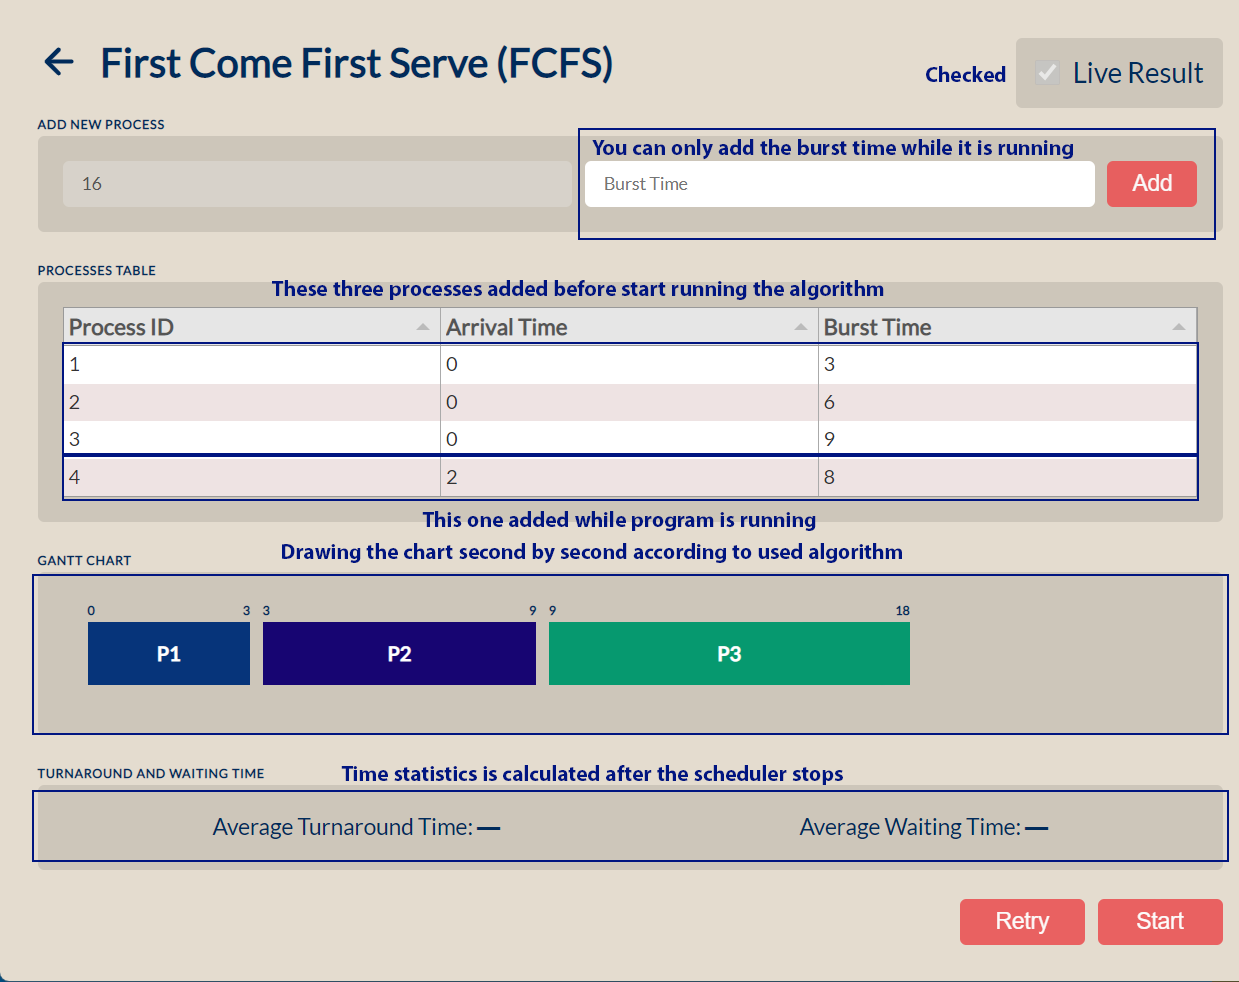 First Come First Serve (FCFS)
Checked
Live Result
ADD NEW PROCESS
You can only add the burst time while it is running
16
Burst Time
Add
PROCESSES TABLE
These three processes added before start running the algorithm
Process ID Arrival Time Burst Time
1 0 3
2 0 6
3 0 9
4 2 8
This one added while program is running
Drawing the chart second by second according to used algorithm
GANTT CHART
0 3 3 9 9 18
P1 P2 P3
TURNAROUND AND WAITING TIME
Time statistics is calculated after the scheduler stops
Average Turnaround Time: — Average Waiting Time: —
Retry Start